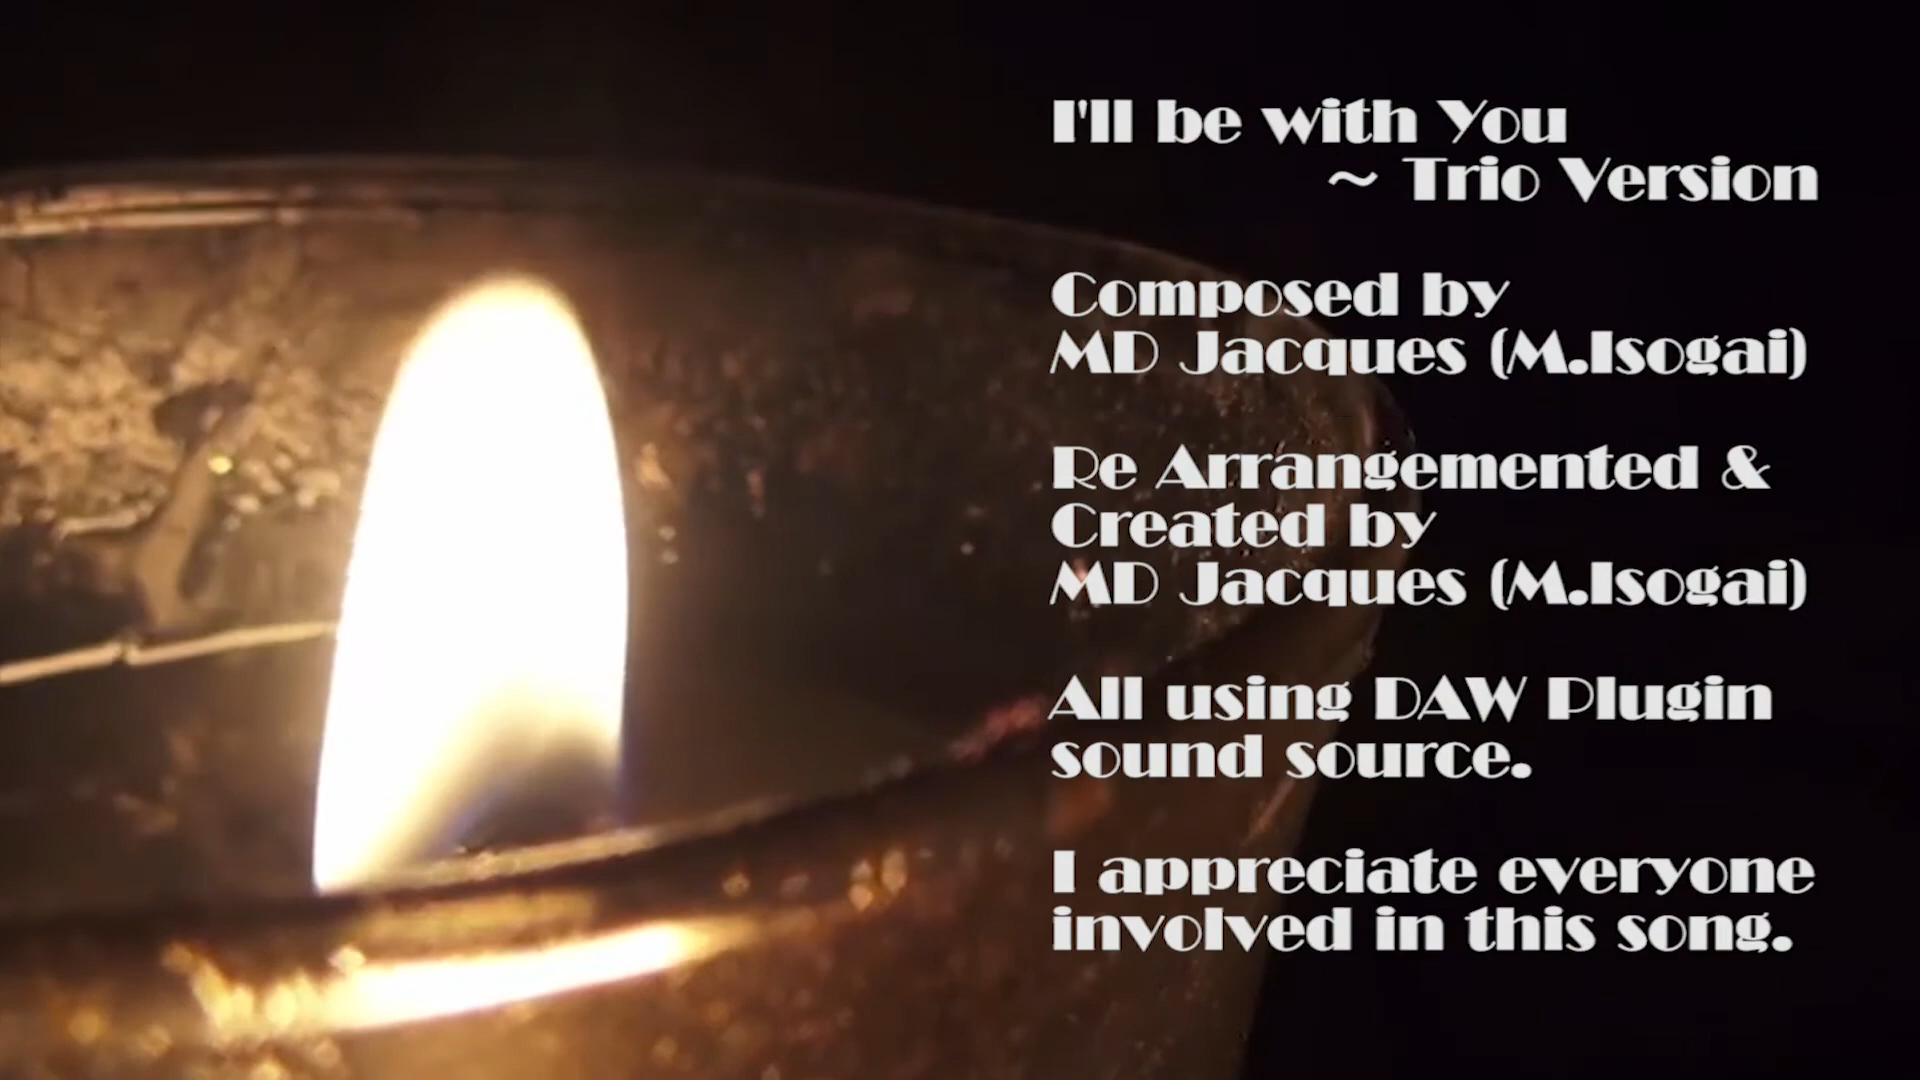 I'll be with You
~ Trio Version
Composed by
MD Jacques (M.Isogai)
Re Arrangemented &
Created by
MD Jacques (M.Isogai)
All using DAW Plugin
sound source.
I appreciate everyone
involved in this song.